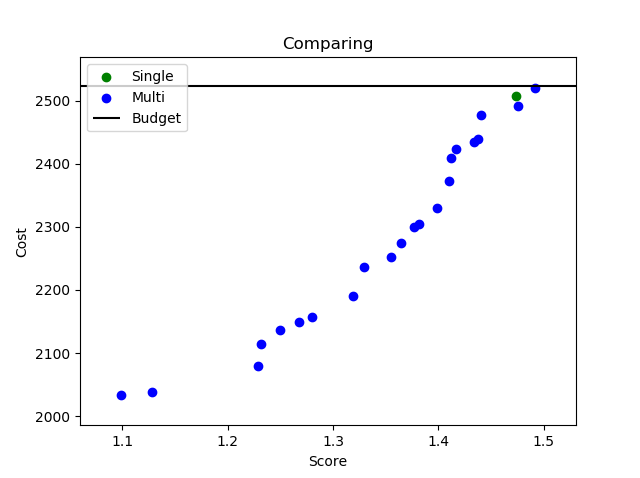 Comparing
Single
Multi
Budget
Cost
2500
2400
2300
2200
2100
2000
1.1 1.2 1.3 1.4 1.5
Score